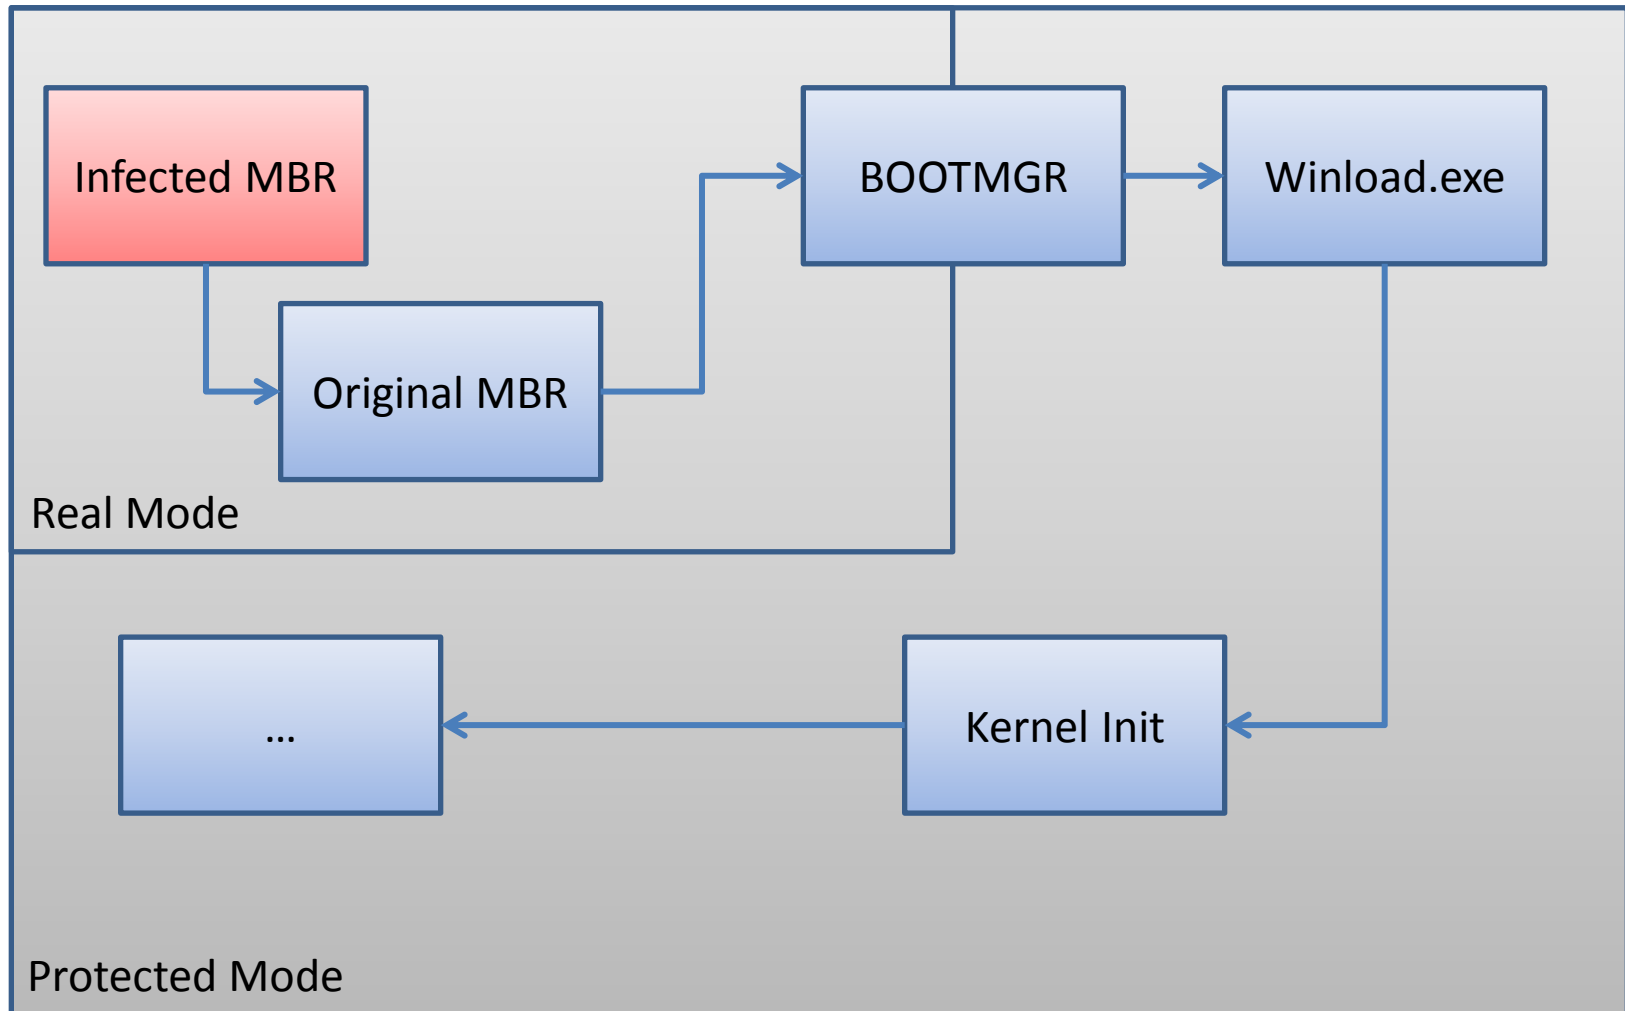 Infected MBR
BOOTMGR
Winload.exe
Original MBR
Real Mode
...
Kernel Init
Protected Mode